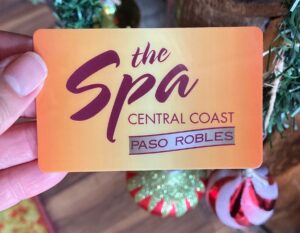 the
Spa
CENTRAL COAST
PASO ROBLES